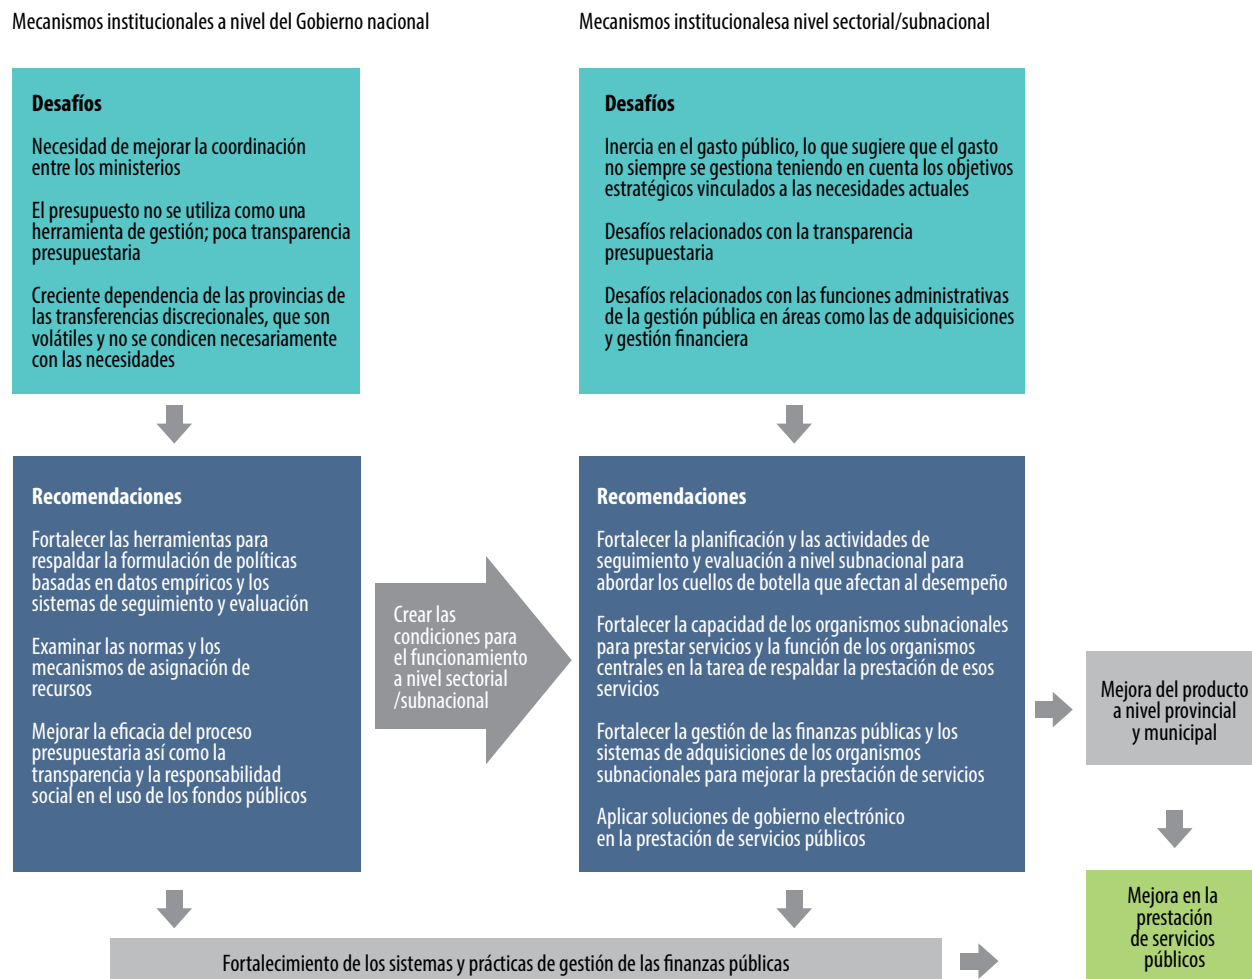 Mecanismos institucionales a nivel del Gobierno nacional
Desafíos
Necesidad de mejorar la coordinación
entre los ministerios
El presupuesto no se utiliza como una
herramienta de gestión; poca transparencia
presupuestaria
Creciente dependencia de las provincias de
las transferencias discrecionales, que son
volátiles y no se condicen necesariamente
con las necesidades
Recomendaciones
Fortalecer las herramientas para
respaldar la formulación de políticas
basadas en datos empíricos y los
sistemas de seguimiento y evaluación
Examinar las normas y los
mecanismos de asignación de
recursos
Mejorar la eficacia del proceso
presupuestaria así como la
transparencia y la responsabilidad
social en el uso de los fondos públicos
Crear las
condiciones para
el funcionamiento
a nivel sectorial
/subnacional
Mecanismos institucionalesa nivel sectorial/subnacional
Desafíos
Inercia en el gasto público, lo que sugiere que el gasto
no siempre se gestiona teniendo en cuenta los objetivos
estratégicos vinculados a las necesidades actuales
Desafíos relacionados con la transparencia
presupuestaria
Desafíos relacionados con las funciones administrativas
de la gestión pública en áreas como las de adquisiciones
y gestión financiera
Recomendaciones
Fortalecer la planificación y las actividades de
seguimiento y evaluación a nivel subnacional para
abordar los cuellos de botella que afectan al desempeño
Fortalecer la capacidad de los organismos subnacionales
para prestar servicios y la función de los organismos
centrales en la tarea de respaldar la prestación de esos
servicios
Fortalecer la gestión de las finanzas públicas y los
sistemas de adquisiciones de los organismos
subnacionales para mejorar la prestación de servicios
Aplicar soluciones de gobierno electrónico
en la prestación de servicios públicos
Mejora del producto
a nivel provincial
y municipal
Mejora en la
prestación
de servicios
públicos
Fortalecimiento de los sistemas y prácticas de gestión de las finanzas públicas